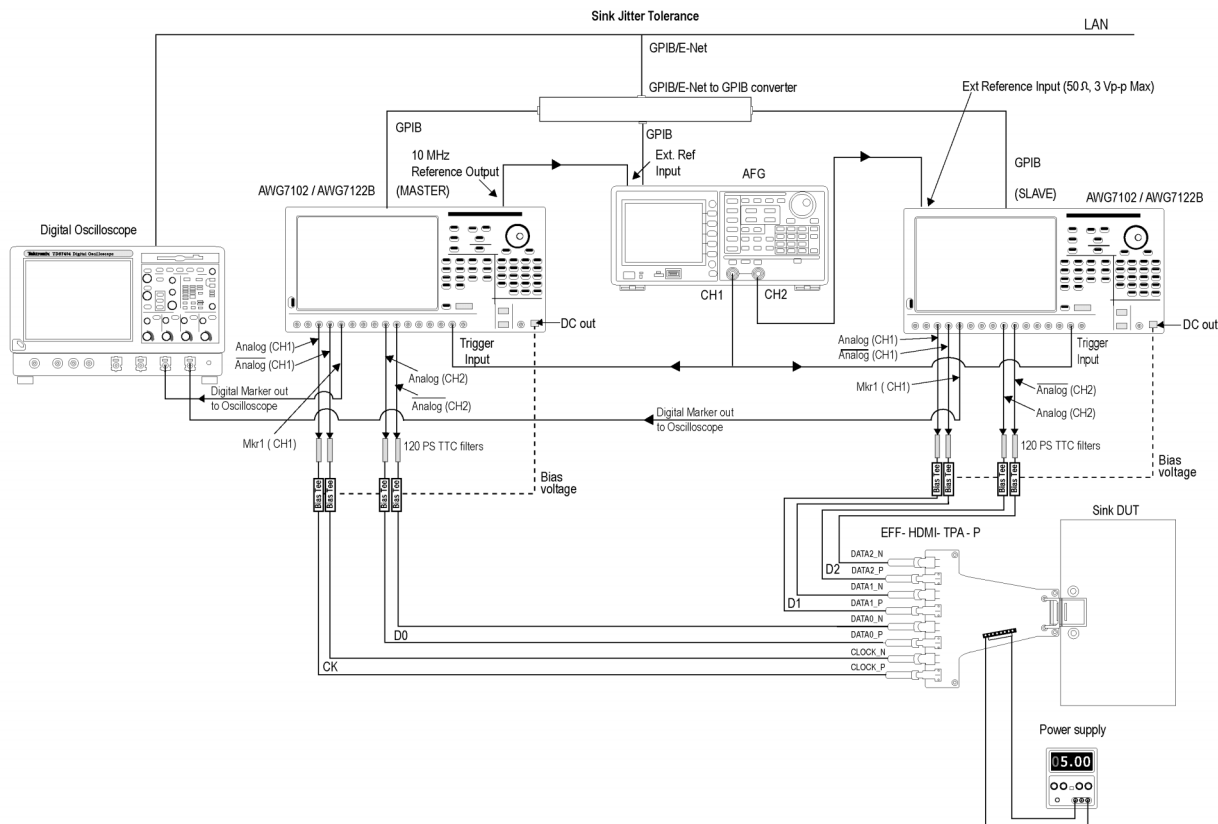 Sink Jitter Tolerance
LAN
GPIB/E-Net
GPIB/E-Net to GPIB converter
Ext Reference Input (50 Ω, 3 Vp-p Max)
GPIB
GPIB
GPIB
10 MHz
Reference Output
(MASTER)
Ext. Ref
Input
AFG
(SLAVE)
AWG7102 / AWG7122B
AWG7102 / AWG7122B
Digital Oscilloscope
Tektronix TDS7404 Digital Oscilloscope
CH1
CH2
DC out
DC out
Analog (CH1)
Analog (CH1)
Trigger
Input
Analog (CH1)
Analog (CH1)
Trigger
Input
Analog (CH2)
Analog (CH2)
Mkr1 ( CH1)
Analog (CH2)
Analog (CH2)
Digital Marker out
to Oscilloscope
Digital Marker out
to Oscilloscope
Mkr1 ( CH1)
120 PS TTC filters
120 PS TTC filters
Bias
voltage
Bias
voltage
Bias Tee
Bias Tee
Bias Tee
Bias Tee
Bias Tee
Bias Tee
Bias Tee
Bias Tee
Sink DUT
EFF- HDMI- TPA - P
DATA2_N
D2
DATA2_P
DATA1_N
D1
DATA1_P
DATA0_N
D0
DATA0_P
CLOCK_N
CK
CLOCK_P
Power supply
05.00